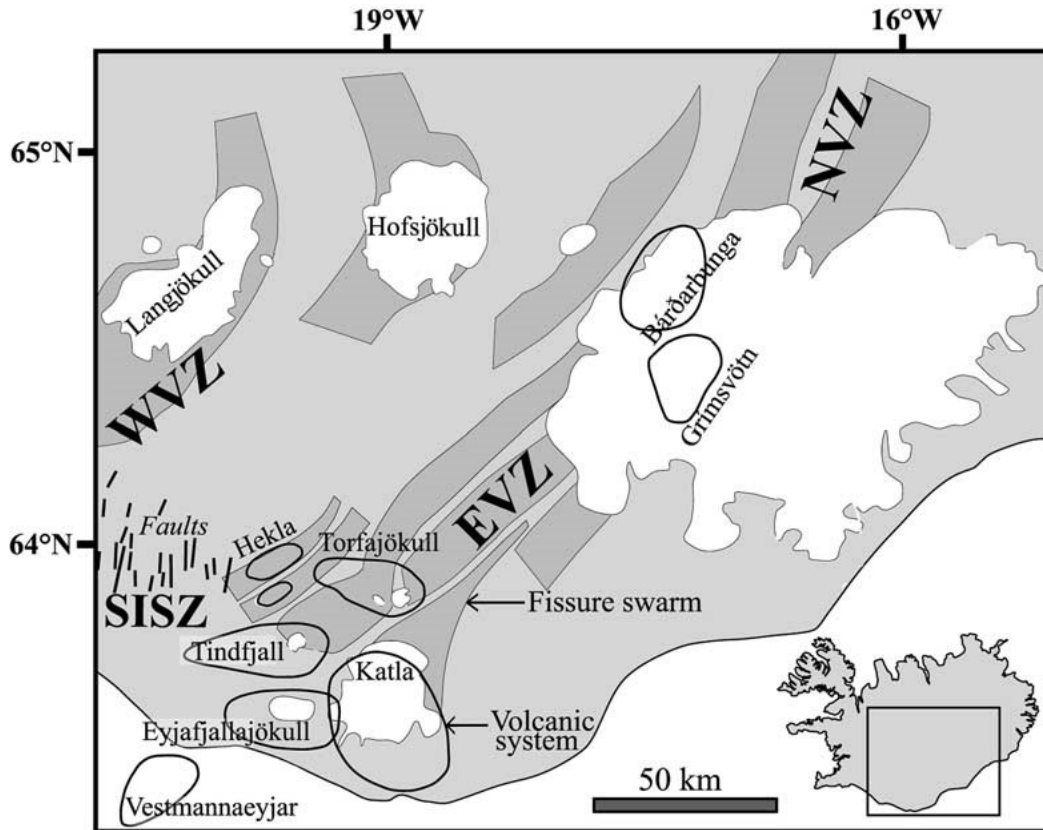 19°W
16°W
65°N
NVZ
Hofsjökull
Langjökull
Bárðarbunga
Grímsvötn
WVZ
EVZ
Faults
64°N
Hekla
Torfajökull
SISZ
Fissure swarm
Tindfjall
Katla
Eyjafjallajökull
Volcanic
system
50 km
Vestmannaeyjar